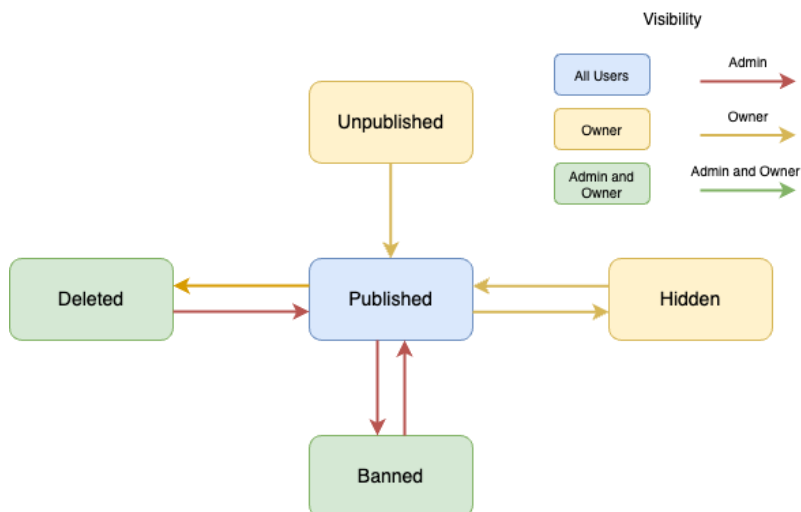 Visibility
All Users
Admin
Unpublished
Owner
Owner
Admin and
Owner
Admin and Owner
Deleted
Published
Hidden
Banned